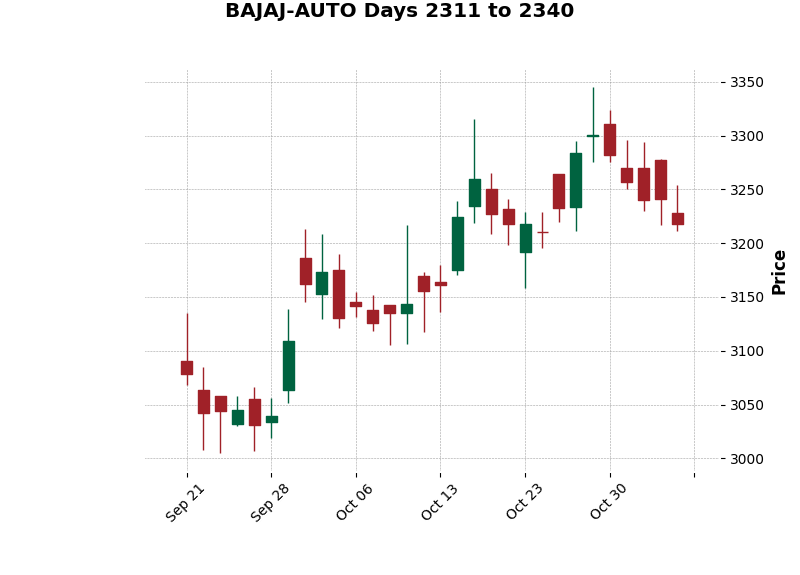 BAJAJ-AUTO Days 2311 to 2340
3350
3300
3250
3200
3150
3100
3050
3000
Price
Sep 21
Sep 28
Oct 06
Oct 13
Oct 23
Oct 30